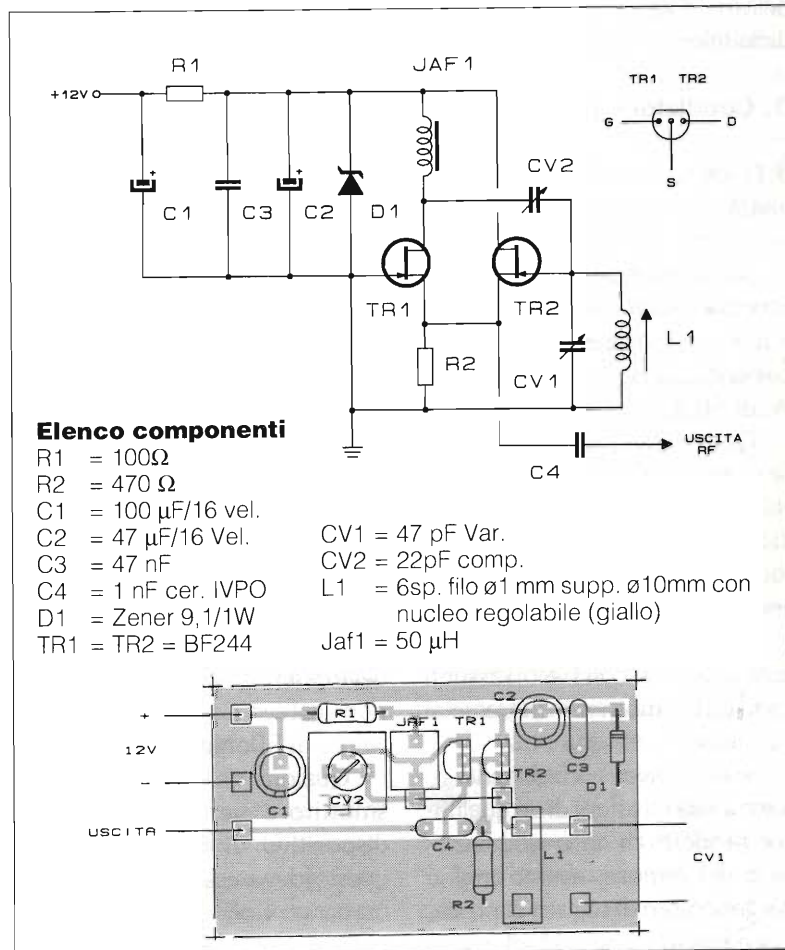 R1
JAF1
TR1 TR2
+12V
G
D
S
CV2
C1
C3
C2
D1
TR1
TR2
L1
R2
CV1
USCITA
RF
C4
Elenco componenti
R1 = 100Ω
R2 = 470 Ω
C1 = 100 µF/16 vel.
C2 = 47 µF/16 Vel.
C3 = 47 nF
C4 = 1 nF cer. IVPO
D1 = Zener 9,1/1W
TR1 = TR2 = BF244
CV1 = 47 pF Var.
CV2 = 22pF comp.
L1 = 6sp. filo ø1 mm supp. ø10mm con
nucleo regolabile (giallo)
Jaf1 = 50 µH
+
12V
-
USCITA
R1
JAF1
TR1
C2
C1
CV2
TR2
C3
D1
C4
L1
R2
CV1